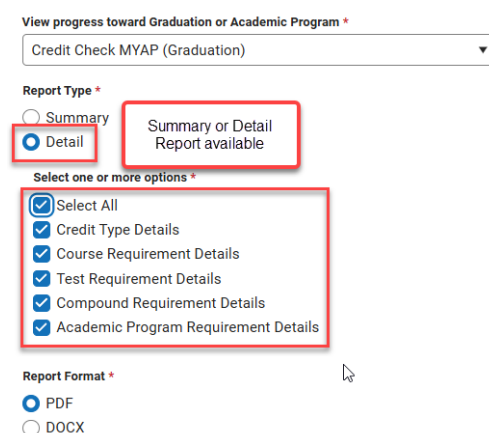 View progress toward Graduation or Academic Program *
Credit Check MYAP (Graduation)
Report Type *
Summary
Detail
Summary or Detail
Report available
Select one or more options *
Select All
Credit Type Details
Course Requirement Details
Test Requirement Details
Compound Requirement Details
Academic Program Requirement Details
Report Format *
PDF
DOCX